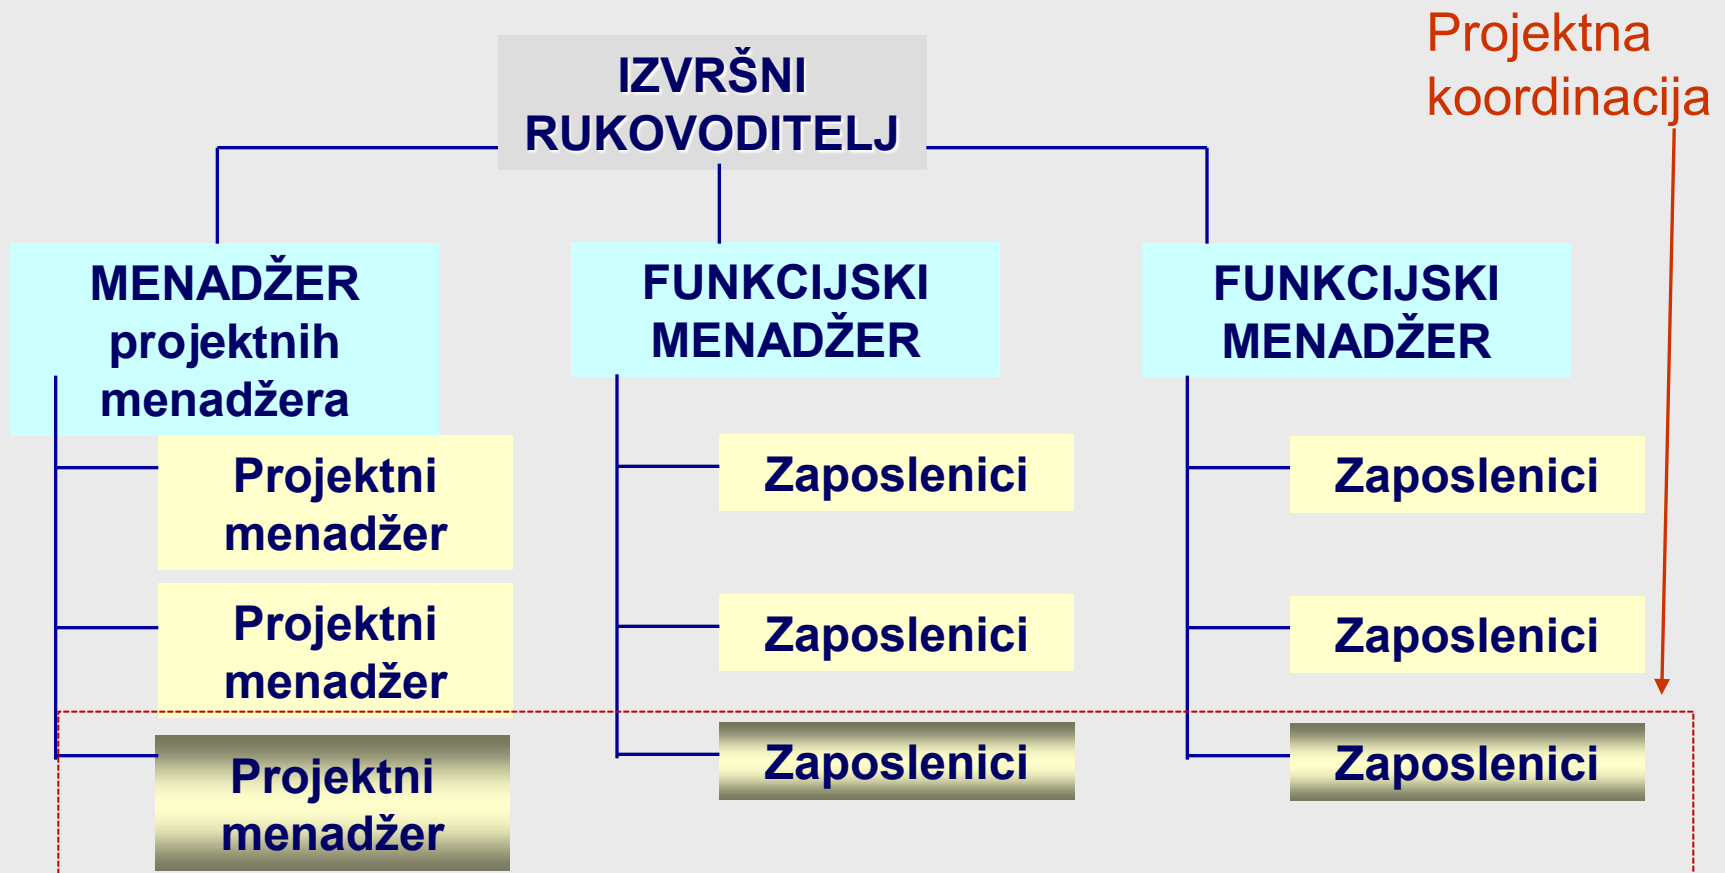 Projektna
koordinacija
IZVRŠNI
RUKOVODITELJ
MENADŽER
projektnih
menadžera
FUNKCIJSKI
MENADŽER
FUNKCIJSKI
MENADŽER
Projektni
menadžer
Zaposlenici
Zaposlenici
Projektni
menadžer
Zaposlenici
Zaposlenici
Projektni
menadžer
Zaposlenici
Zaposlenici